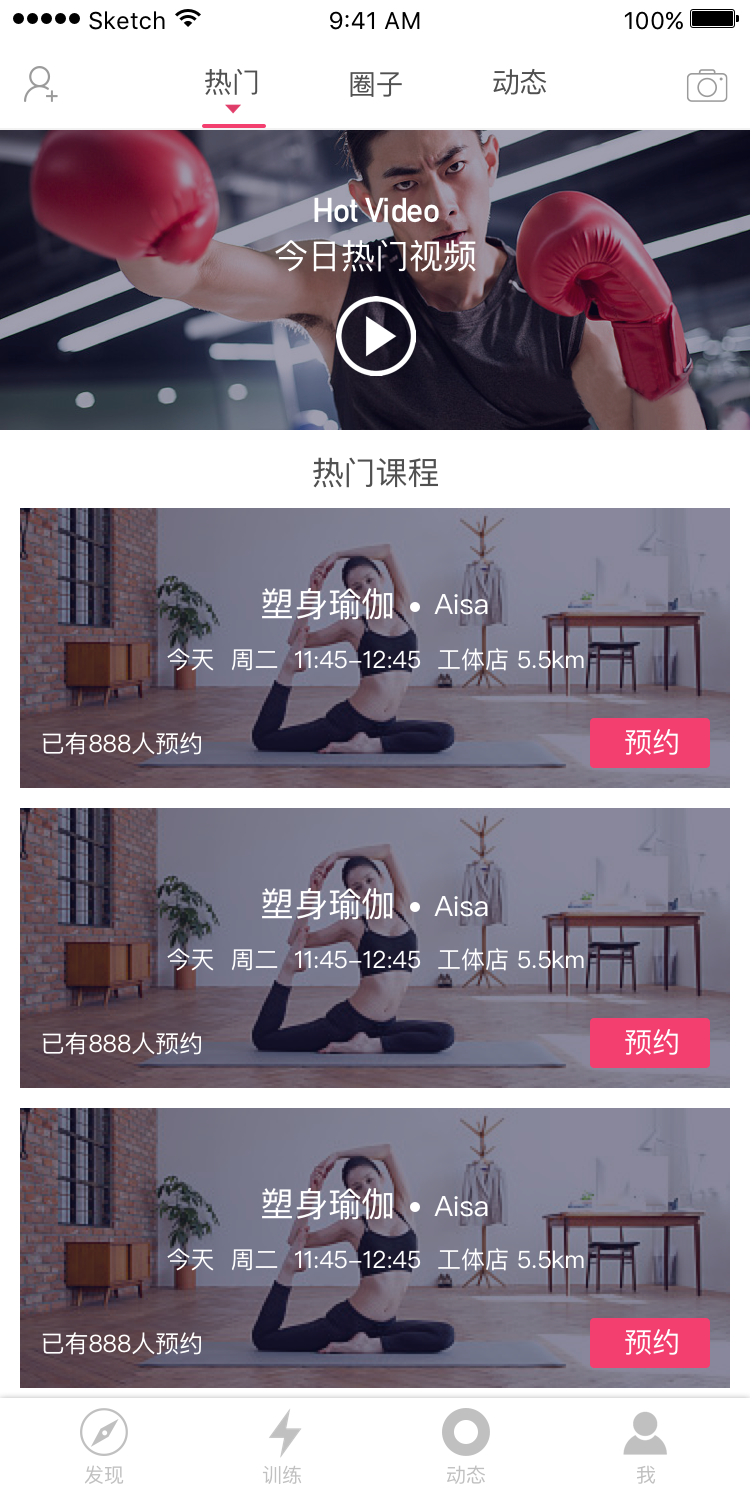 Sketch 9:41 AM 100%
热门 圈子 动态
Hot Video
今日热门视频
热门课程
塑身瑜伽 • Aisa
今天 周二 11:45-12:45 工体店 5.5km
已有888人预约 预约
塑身瑜伽 • Aisa
今天 周二 11:45-12:45 工体店 5.5km
已有888人预约 预约
塑身瑜伽 • Aisa
今天 周二 11:45-12:45 工体店 5.5km
已有888人预约 预约
发现 训练 动态 我